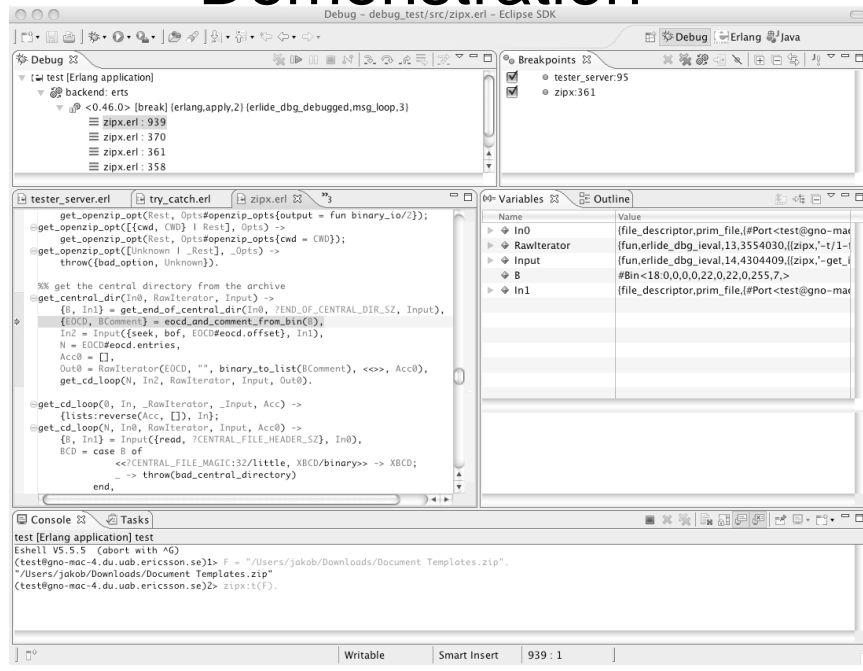 Demonstration
Debug – debug_test/src/zipx.erl – Eclipse SDK
Debug Erlang Java
Debug
test [Erlang application]
backend: erts
<0.46.0> [break] {erlang,apply,2} {erlide_dbg_debugged,msg_loop,3}
zipx.erl : 939
zipx.erl : 370
zipx.erl : 361
zipx.erl : 358
Breakpoints
tester_server:95
zipx:361
tester_server.erl try_catch.erl zipx.erl »3
get_openzip_opt(Rest, Opts#openzip_opts{output = fun binary_io/2});
get_openzip_opt([{cwd, CWD} | Rest], Opts) ->
get_openzip_opt(Rest, Opts#openzip_opts{cwd = CWD});
get_openzip_opt([Unknown | _Rest], _Opts) ->
throw({bad_option, Unknown}).
%% get the central directory from the archive
get_central_dir(In0, RawIterator, Input) ->
{B, In1} = get_end_of_central_dir(In0, ?END_OF_CENTRAL_DIR_SZ, Input),
{EOCD, BComment} = eocd_and_comment_from_bin(B),
In2 = Input({seek, bof, EOCD#eocd.offset}, In1),
N = EOCD#eocd.entries,
Acc0 = [],
Out0 = RawIterator(EOCD, "", binary_to_list(BComment), <<>>, Acc0),
get_cd_loop(N, In2, RawIterator, Input, Out0).
get_cd_loop(0, In, _RawIterator, _Input, Acc) ->
{lists:reverse(Acc, []), In};
get_cd_loop(N, In0, RawIterator, Input, Acc0) ->
{B, In1} = Input({read, ?CENTRAL_FILE_HEADER_SZ}, In0),
BCD = case B of
<<?CENTRAL_FILE_MAGIC:32/little, XBCD/binary>> -> XBCD;
_ -> throw(bad_central_directory)
end,
(x)= Variables Outline
Name Value
In0 {file_descriptor,prim_file,{#Port<test@gno-mac
RawIterator {fun,erlide_dbg_ieval,13,3554030,{{zipx,'-t/1-
Input {fun,erlide_dbg_ieval,14,4304409,{{zipx,'-get_i
B #Bin<18:0,0,0,0,22,0,22,0,255,7,>
In1 {file_descriptor,prim_file,{#Port<test@gno-mac
Console Tasks
test [Erlang application] test
Eshell V5.5.5 (abort with ^G)
(test@gno-mac-4.du.uab.ericsson.se)1> F = "/Users/jakob/Downloads/Document Templates.zip".
"/Users/jakob/Downloads/Document Templates.zip"
(test@gno-mac-4.du.uab.ericsson.se)2> zipx:t(F).
Writable Smart Insert 939 : 1